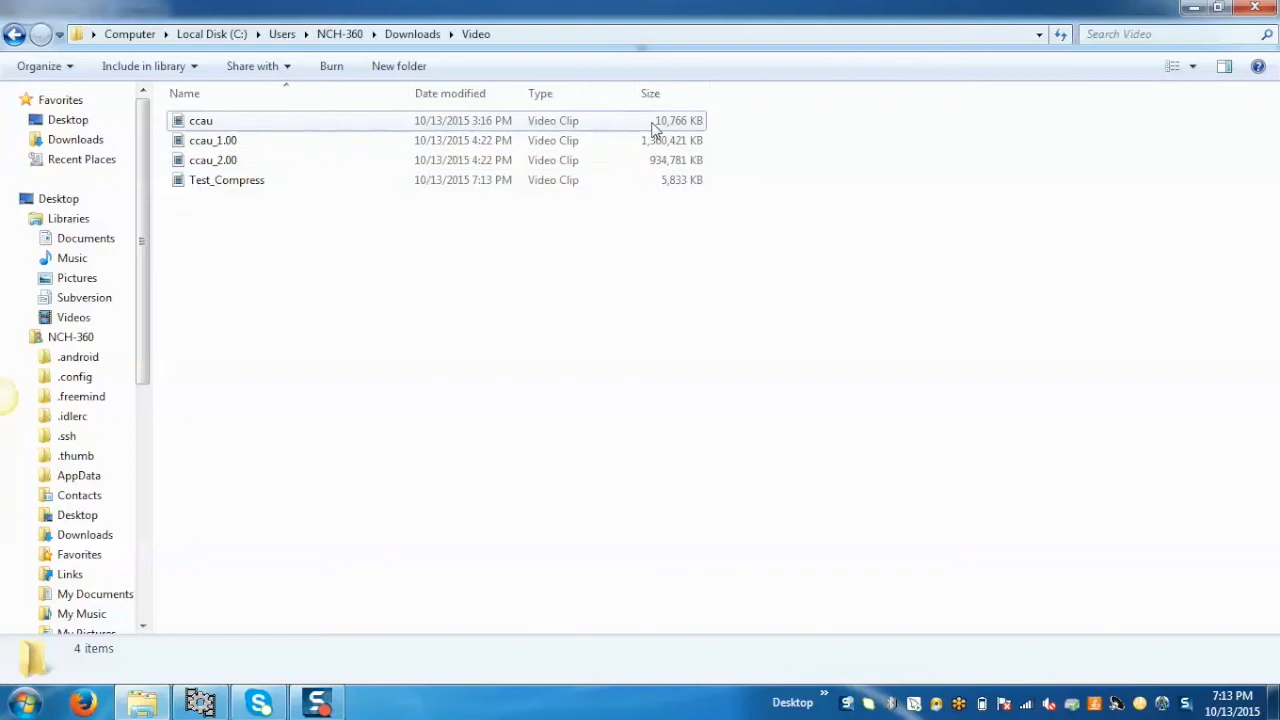 Computer Local Disk (C:) Users NCH-360 Downloads Video Search Video
Organize Include in library Share with Burn New folder
Name Date modified Type Size
ccau 10/13/2015 3:16 PM Video Clip 10,766 KB
ccau_1.00 10/13/2015 4:22 PM Video Clip
ccau_2.00 10/13/2015 4:22 PM Video Clip 934,781 KB
Test_Compress 10/13/2015 7:13 PM Video Clip 5,833 KB
Favorites
Desktop
Downloads
Recent Places
Desktop
Libraries
Documents
Music
Pictures
Subversion
Videos
NCH-360
.android
.config
.freemind
.idlerc
.ssh
.thumb
AppData
Contacts
Desktop
Downloads
Favorites
Links
My Documents
My Music
My Pictures
4 items
Desktop
7:13 PM
10/13/2015